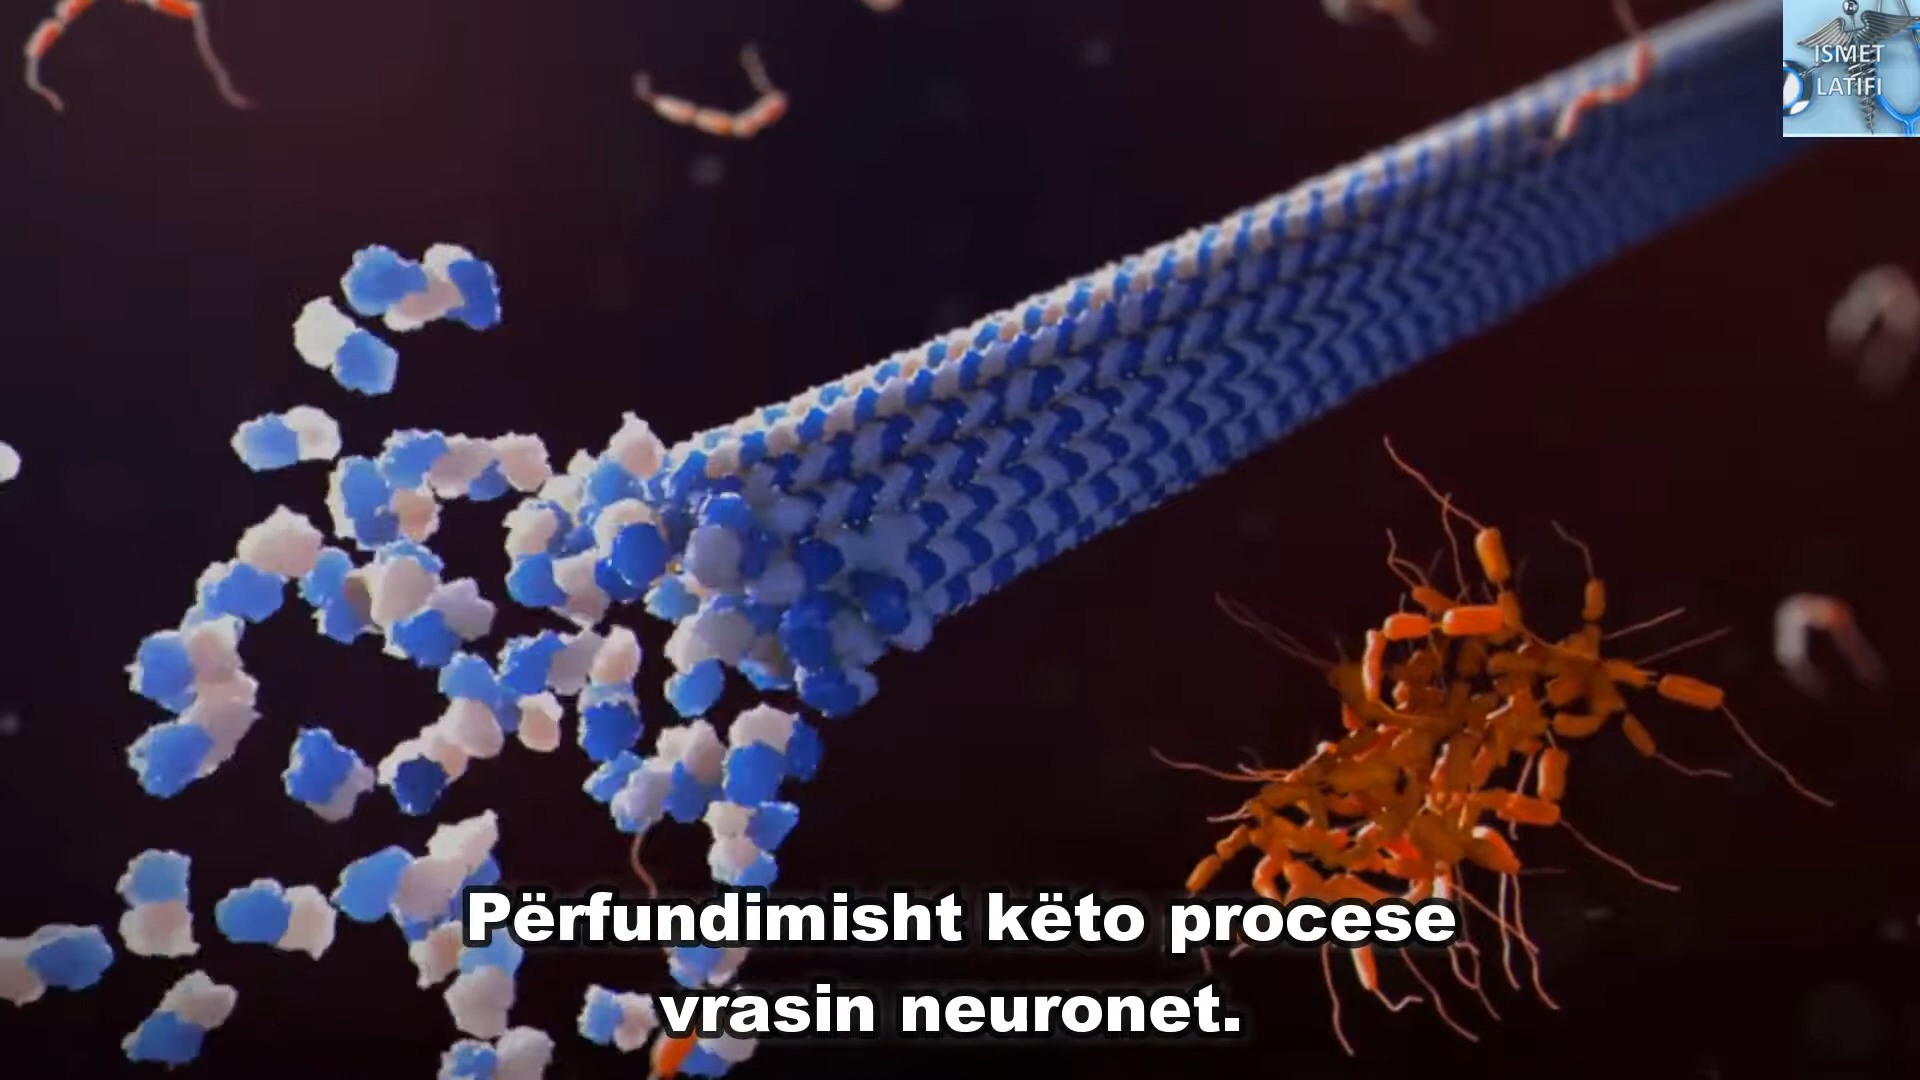 ISMET
LATIFI
Përfundimisht këto procese
vrasin neuronet.